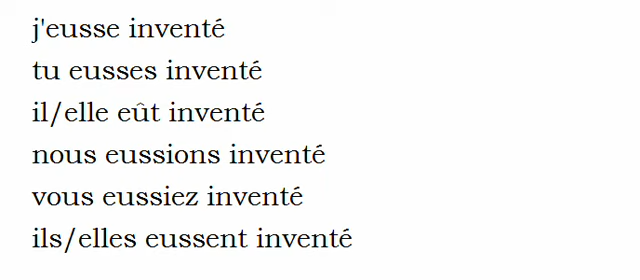 j'eusse inventé
tu eusses inventé
il/elle eût inventé
nous eussions inventé
vous eussiez inventé
ils/elles eussent inventé